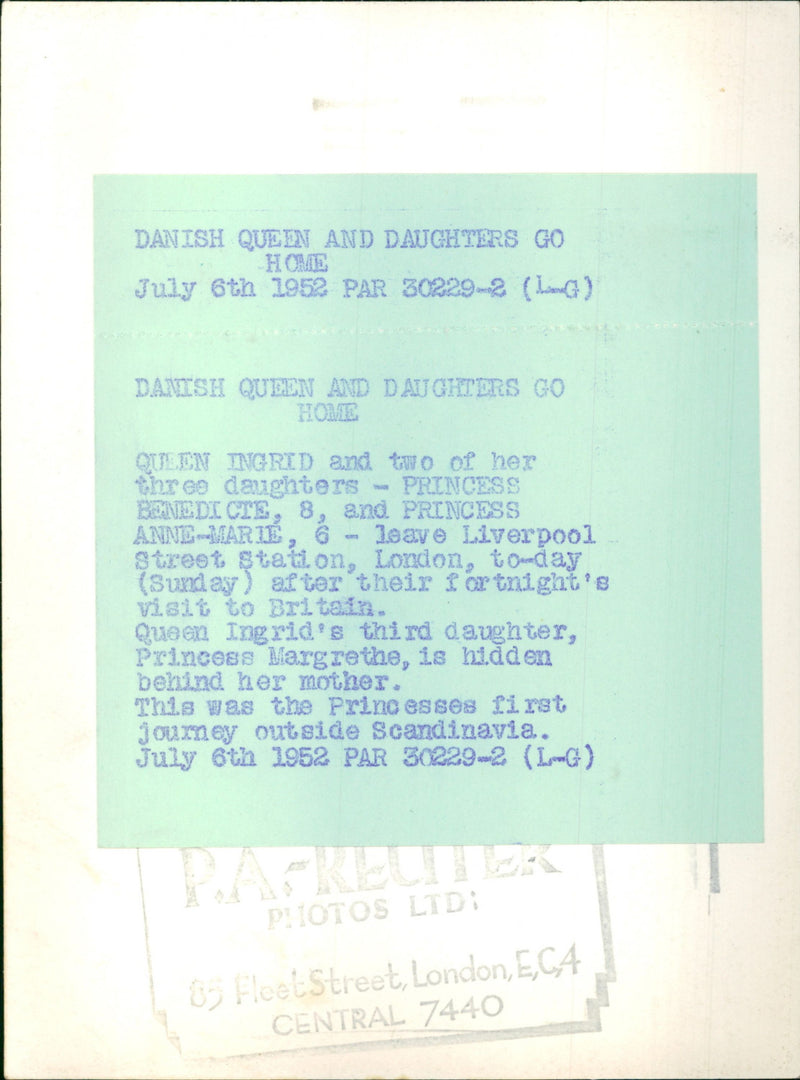 DANISH QUEEN AND DAUGHTERS GO
HOME
July 6th 1952 PAR 30229-2 (L-G)
DANISH QUEEN AND DAUGHTERS GO
HOME
QUEEN INGRID and two of her
three daughters - PRINCESS
BENEDICTE, 8, and PRINCESS
ANNE-MARIE, 6 - leave Liverpool
Street Station, London, to-day
(Sunday) after their fortnight's
visit to Britain.
Queen Ingrid's third daughter,
Princess Margrethe, is hidden
behind her mother.
This was the Princesses first
journey outside Scandinavia.
July 6th 1952 PAR 30229-2 (L-G)
P.A.-REUTER
PHOTOS LTD:
85 Fleet Street, London, E,C,4
CENTRAL 7440